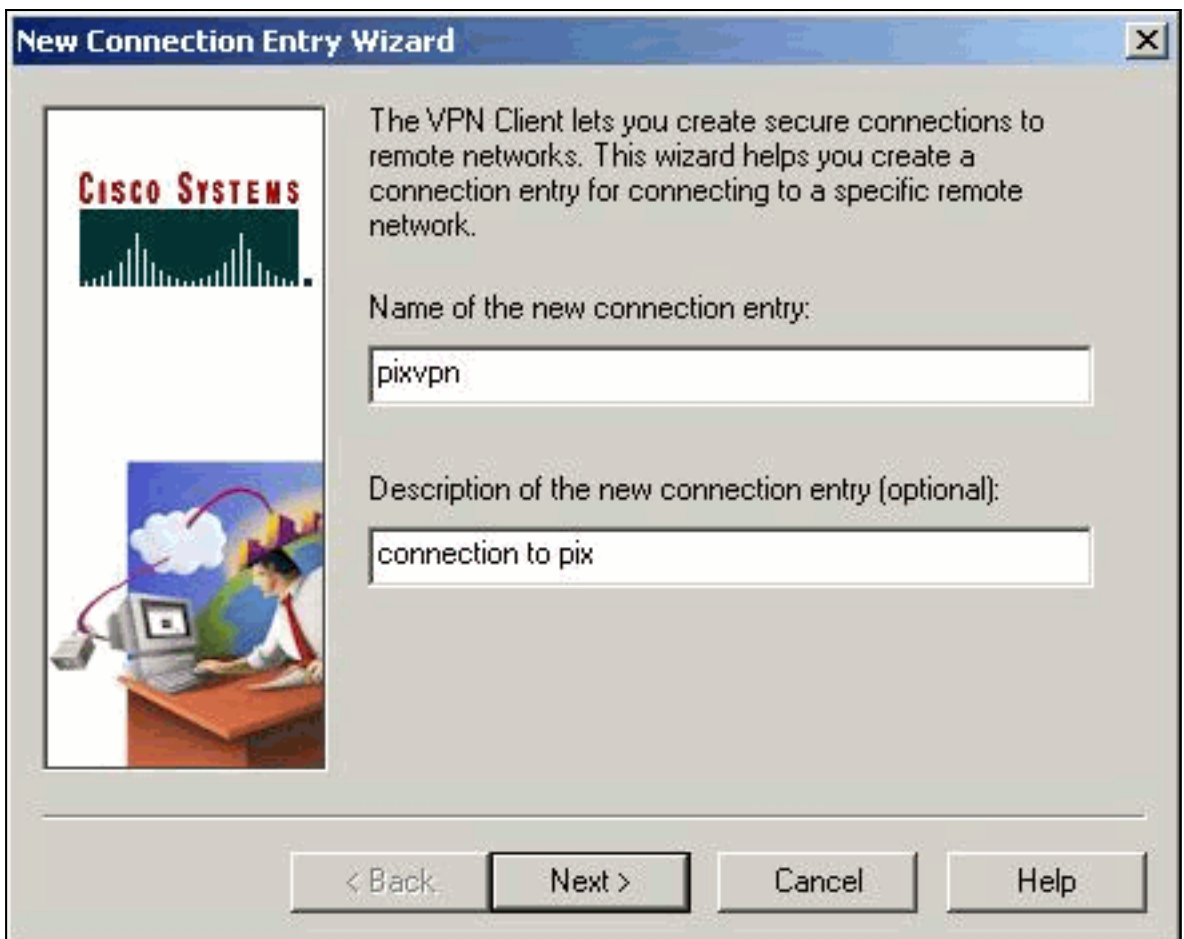 New Connection Entry Wizard
CISCO SYSTEMS
The VPN Client lets you create secure connections to
remote networks. This wizard helps you create a
connection entry for connecting to a specific remote
network.
Name of the new connection entry:
pixvpn
Description of the new connection entry (optional):
connection to pix
< Back
Next >
Cancel
Help